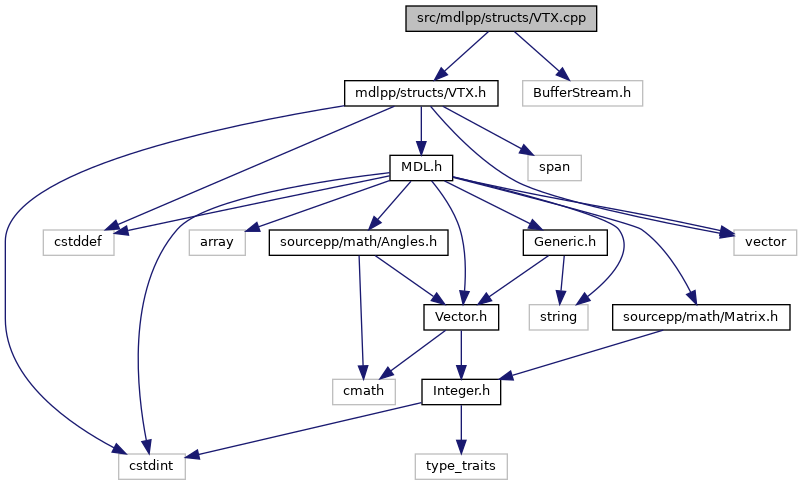 src/mdlpp/structs/VTX.cpp
mdlpp/structs/VTX.h
BufferStream.h
MDL.h
span
cstddef
array
sourcepp/math/Angles.h
Generic.h
vector
Vector.h
string
sourcepp/math/Matrix.h
cmath
Integer.h
cstdint
type_traits